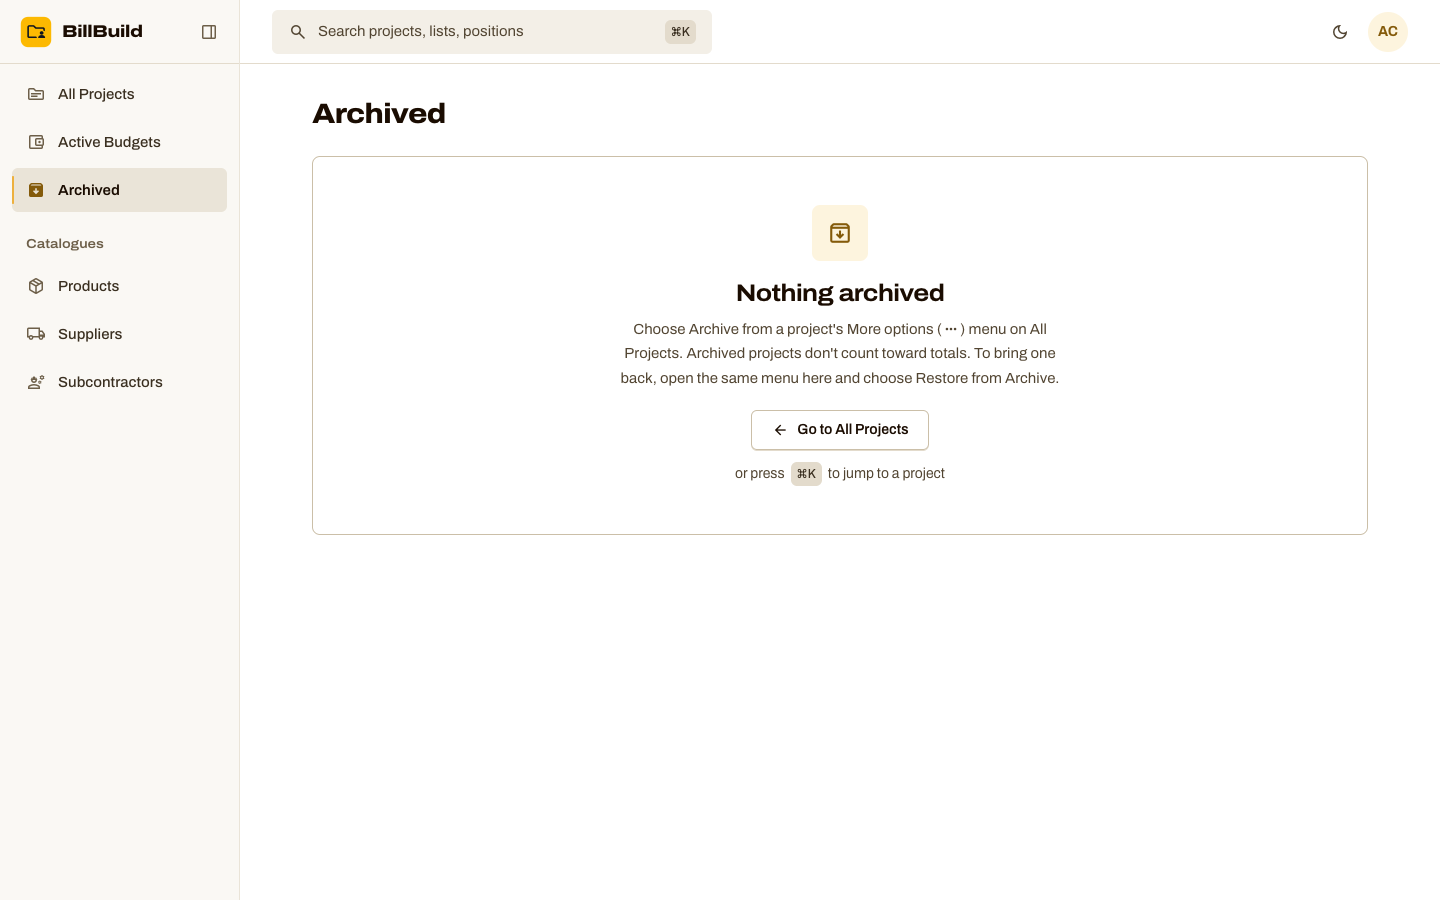 BillBuild
Search projects, lists, positions
⌘K
AC
All Projects
Active Budgets
Archived
Catalogues
Products
Suppliers
Subcontractors
Archived
Nothing archived
Choose Archive from a project's More options ( ··· ) menu on All
Projects. Archived projects don't count toward totals. To bring one
back, open the same menu here and choose Restore from Archive.
Go to All Projects
or press ⌘K to jump to a project